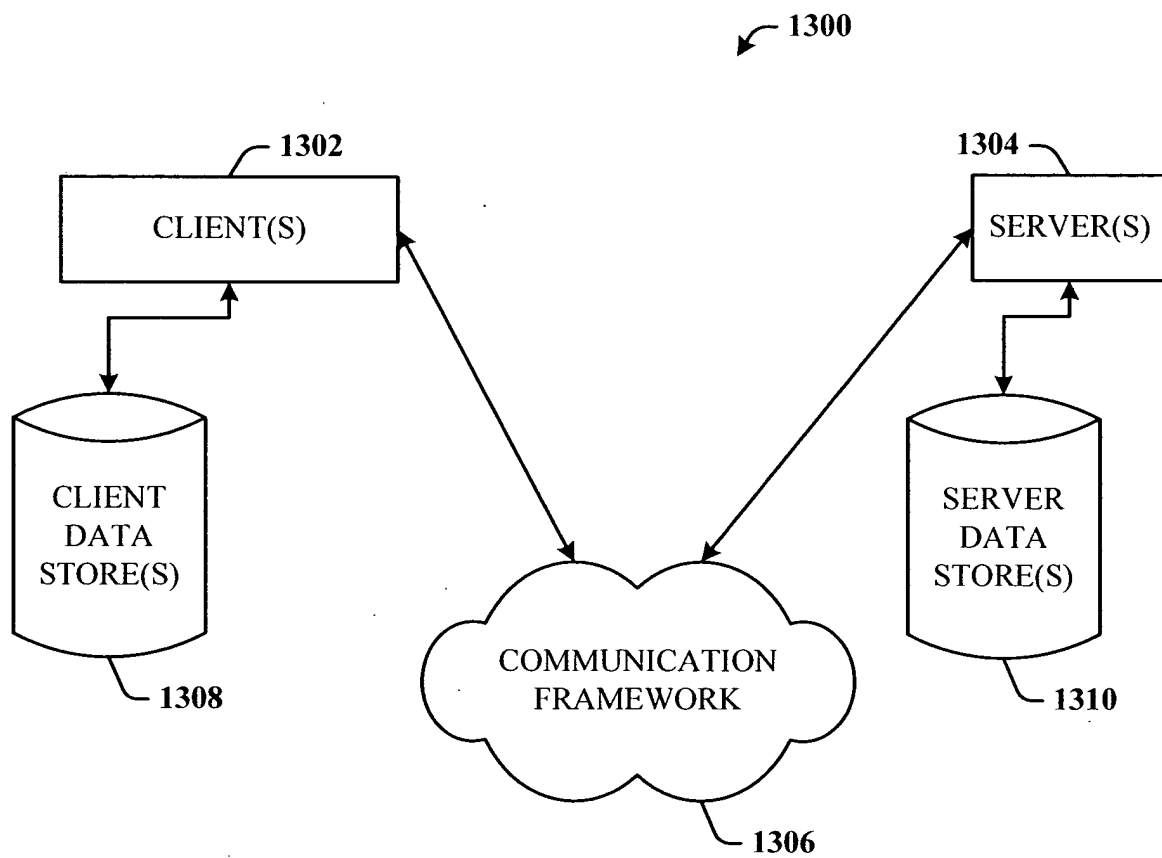 1300
1302
1304
CLIENT(S)
SERVER(S)
CLIENT
DATA
STORE(S)
SERVER
DATA
STORE(S)
COMMUNICATION
FRAMEWORK
1308
1310
1306